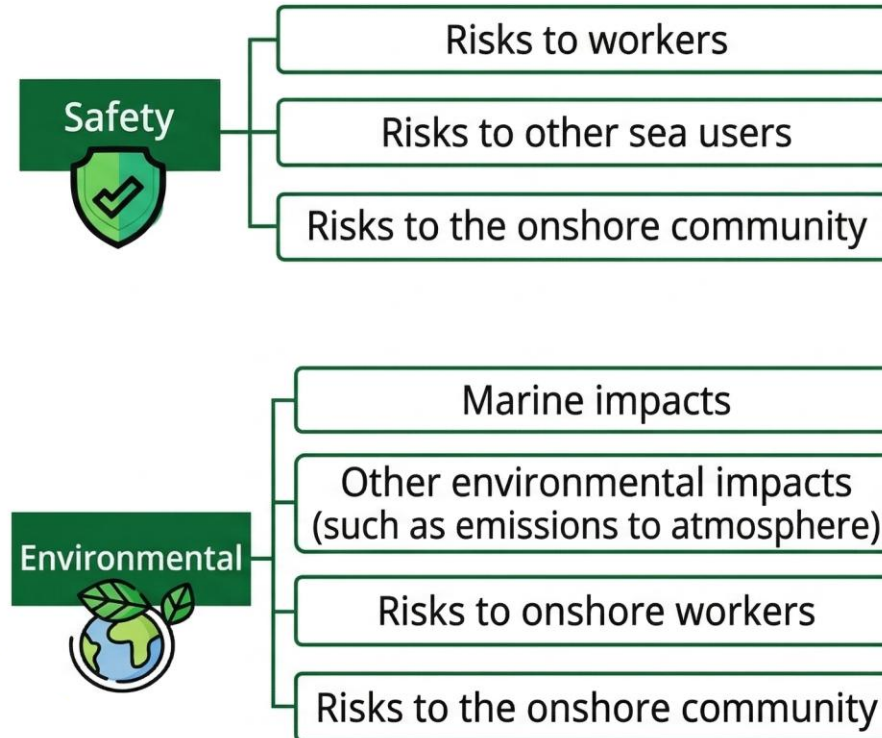 Safety
Risks to workers
Risks to other sea users
Risks to the onshore community
Environmental
Marine impacts
Other environmental impacts
(such as emissions to atmosphere)
Risks to onshore workers
Risks to the onshore community